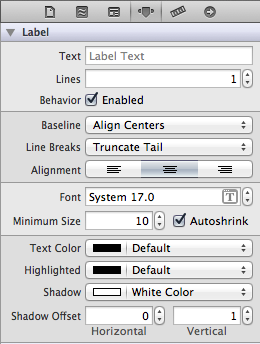 Label
Text Label Text
Lines 1
Behavior Enabled
Baseline Align Centers
Line Breaks Truncate Tail
Alignment
Font System 17.0 T
Minimum Size 10 Autoshrink
Text Color Default
Highlighted Default
Shadow White Color
Shadow Offset 0 1
Horizontal Vertical